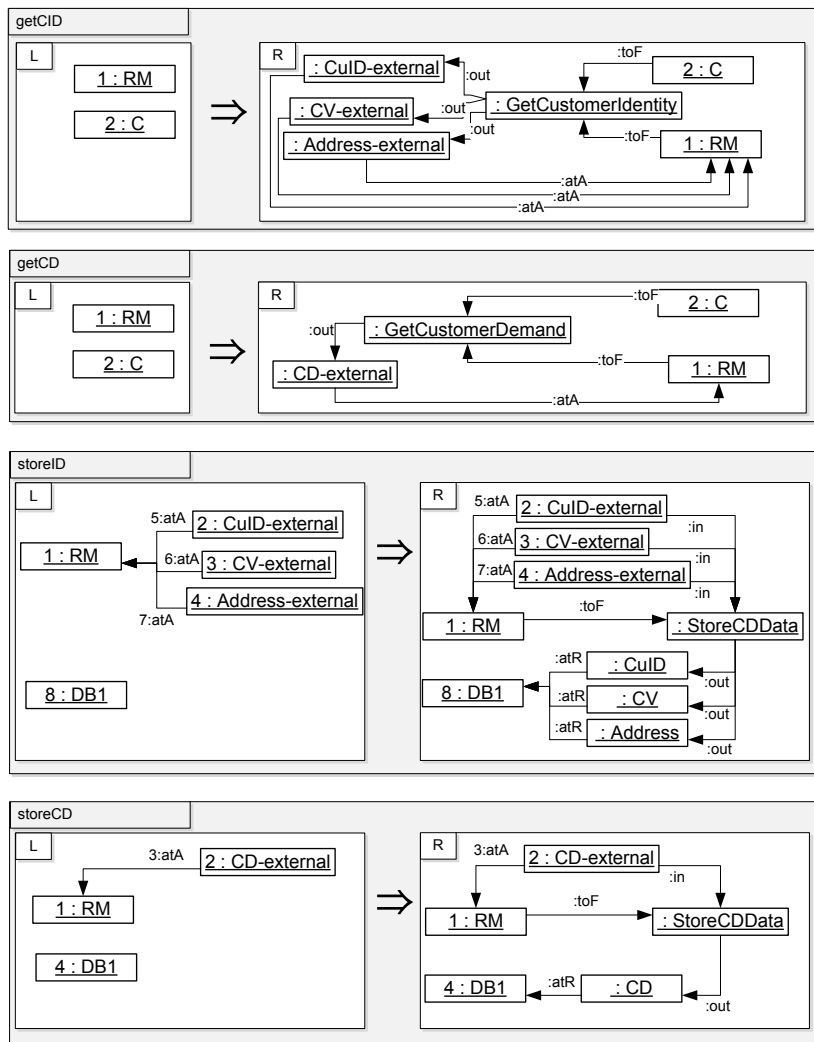 getCID
L
1 : RM
2 : C
⇒
R
: CuID-external
:out
:toF
2 : C
: CV-external
:out
: GetCustomerIdentity
: Address-external
:out
:toF
1 : RM
:atA
:atA
:atA
getCD
L
1 : RM
2 : C
⇒
R
:toF
2 : C
:out
: GetCustomerDemand
: CD-external
:toF
1 : RM
:atA
storeID
L
5:atA
2 : CuID-external
1 : RM
6:atA
3 : CV-external
4 : Address-external
7:atA
8 : DB1
⇒
R
5:atA
2 : CuID-external
:in
6:atA
3 : CV-external
:in
7:atA
4 : Address-external
:in
1 : RM
:toF
: StoreCDData
:atR
: CuID
:out
8 : DB1
:atR
: CV
:out
:atR
: Address
:out
storeCD
L
3:atA
2 : CD-external
1 : RM
4 : DB1
⇒
R
3:atA
2 : CD-external
:in
1 : RM
:toF
: StoreCDData
4 : DB1
:atR
: CD
:out